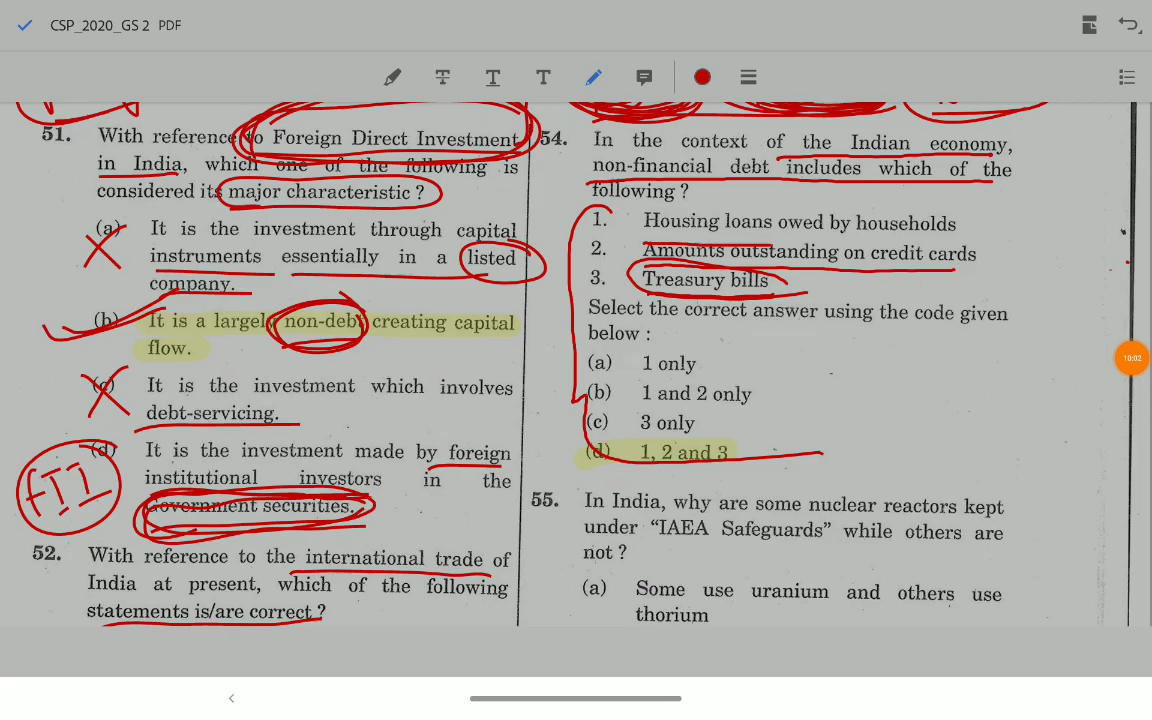 CSP_2020_GS 2 PDF
51. With reference to Foreign Direct Investment
in India, which one of the following is
considered its major characteristic ?
(a) It is the investment through capital
instruments essentially in a listed
company.
(b) It is a largely non-debt creating capital
flow.
(c) It is the investment which involves
debt-servicing.
(d) It is the investment made by foreign
institutional investors in the
Government securities.
FII
52. With reference to the international trade of
India at present, which of the following
statements is/are correct ?
54. In the context of the Indian economy,
non-financial debt includes which of the
following ?
1. Housing loans owed by households
2. Amounts outstanding on credit cards
3. Treasury bills
Select the correct answer using the code given
below :
(a) 1 only
(b) 1 and 2 only
(c) 3 only
(d) 1, 2 and 3
55. In India, why are some nuclear reactors kept
under “IAEA Safeguards” while others are
not ?
(a) Some use uranium and others use
thorium
10:02